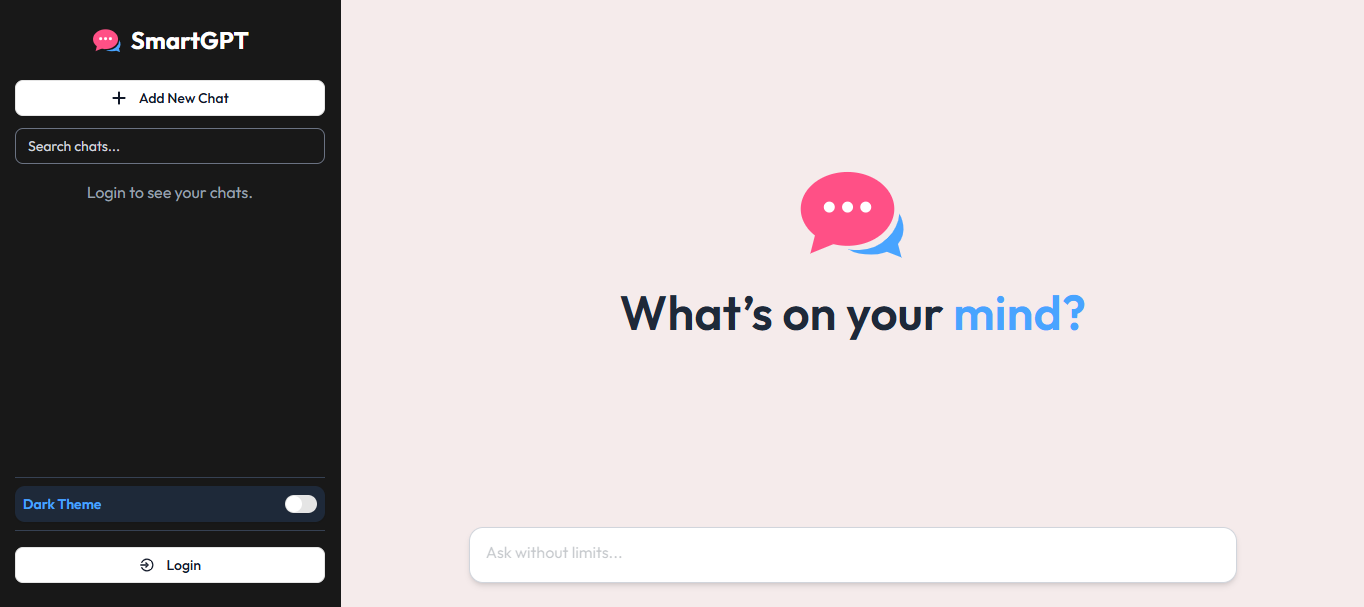 SmartGPT
Add New Chat
Search chats...
Login to see your chats.
Dark Theme
Login
What’s on your mind?
Ask without limits...